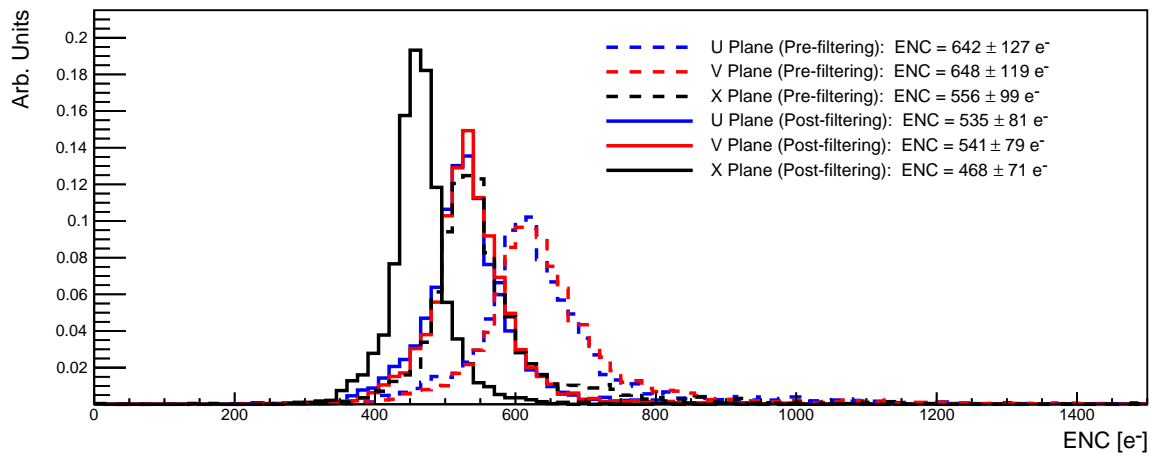 Arb. Units
0.2
0.18
0.16
0.14
0.12
0.1
0.08
0.06
0.04
0.02
U Plane (Pre-filtering): ENC = 642 ± 127 e⁻
V Plane (Pre-filtering): ENC = 648 ± 119 e⁻
X Plane (Pre-filtering): ENC = 556 ± 99 e⁻
U Plane (Post-filtering): ENC = 535 ± 81 e⁻
V Plane (Post-filtering): ENC = 541 ± 79 e⁻
X Plane (Post-filtering): ENC = 468 ± 71 e⁻
0 200 400 600 800 1000 1200 1400
ENC [e⁻]